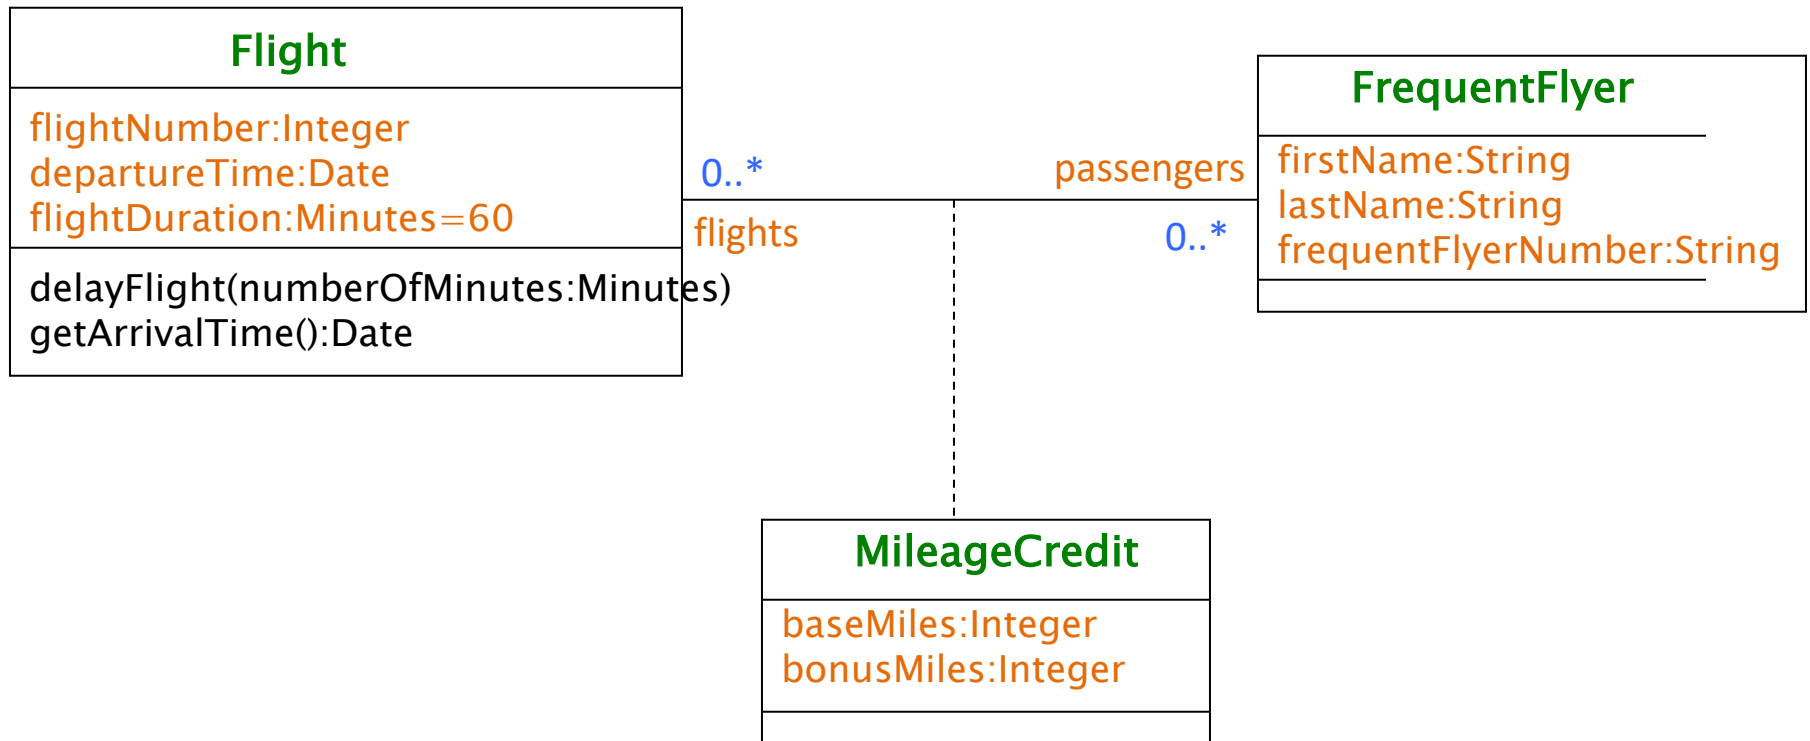 Flight
flightNumber:Integer
departureTime:Date
flightDuration:Minutes=60
delayFlight(numberOfMinutes:Minutes)
getArrivalTime():Date
0..*
flights
passengers
0..*
FrequentFlyer
firstName:String
lastName:String
frequentFlyerNumber:String
MileageCredit
baseMiles:Integer
bonusMiles:Integer